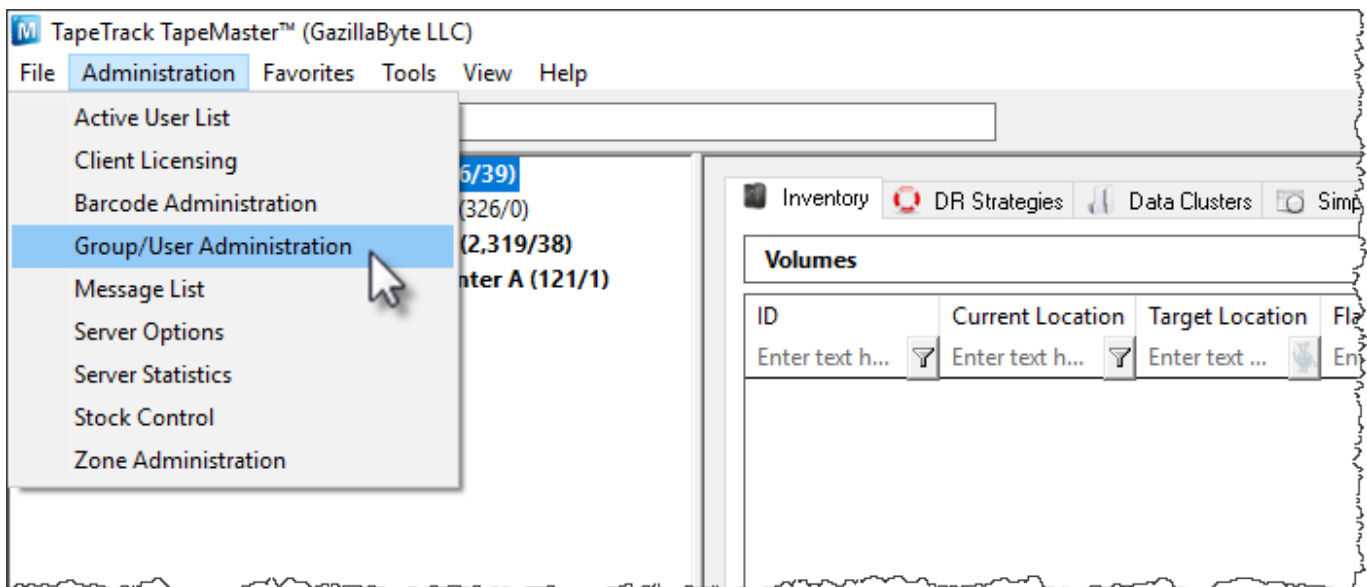 TapeTrack TapeMaster™ (GazillaByte LLC)
File Administration Favorites Tools View Help
Active User List
Client Licensing
Barcode Administration
Group/User Administration
Message List
Server Options
Server Statistics
Stock Control
Zone Administration
6/39)
(326/0)
(2,319/38)
nter A (121/1)
Inventory DR Strategies Data Clusters Simp
Volumes
ID Current Location Target Location Fla
Enter text h... Enter text h... Enter text ... En